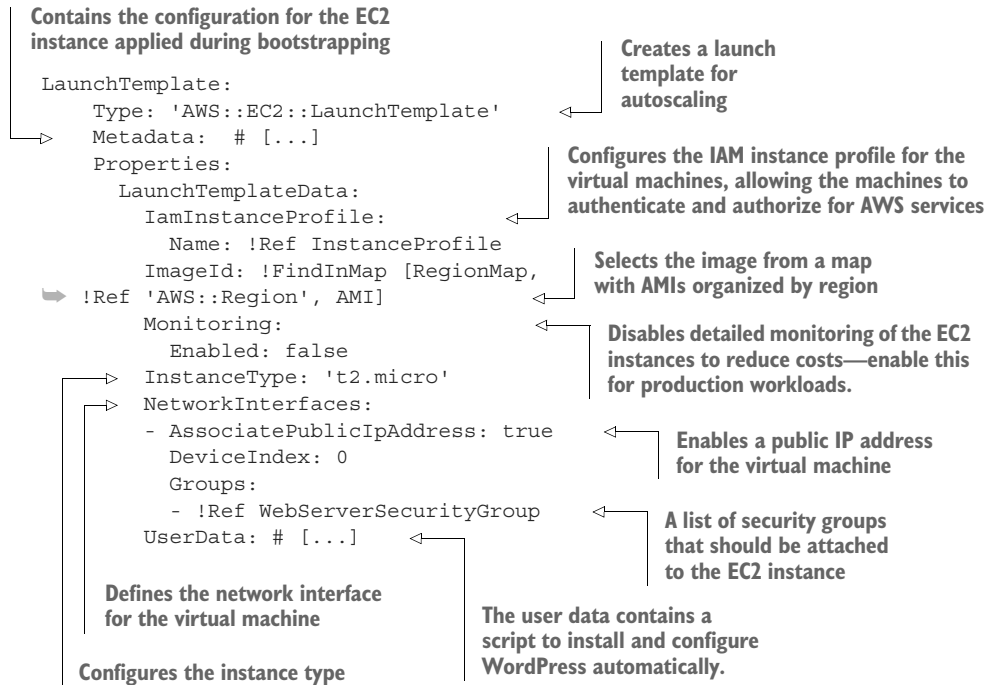 Contains the configuration for the EC2
instance applied during bootstrapping
Creates a launch
template for
autoscaling
LaunchTemplate:
Type: 'AWS::EC2::LaunchTemplate'
Metadata: # [...]
Properties:
LaunchTemplateData:
IamInstanceProfile:
Name: !Ref InstanceProfile
ImageId: !FindInMap [RegionMap,
!Ref 'AWS::Region', AMI]
Monitoring:
Enabled: false
InstanceType: 't2.micro'
NetworkInterfaces:
- AssociatePublicIpAddress: true
DeviceIndex: 0
Groups:
- !Ref WebServerSecurityGroup
UserData: # [...]
Configures the IAM instance profile for the
virtual machines, allowing the machines to
authenticate and authorize for AWS services
Selects the image from a map
with AMIs organized by region
Disables detailed monitoring of the EC2
instances to reduce costs—enable this
for production workloads.
Enables a public IP address
for the virtual machine
A list of security groups
that should be attached
to the EC2 instance
Defines the network interface
for the virtual machine
The user data contains a
script to install and configure
WordPress automatically.
Configures the instance type